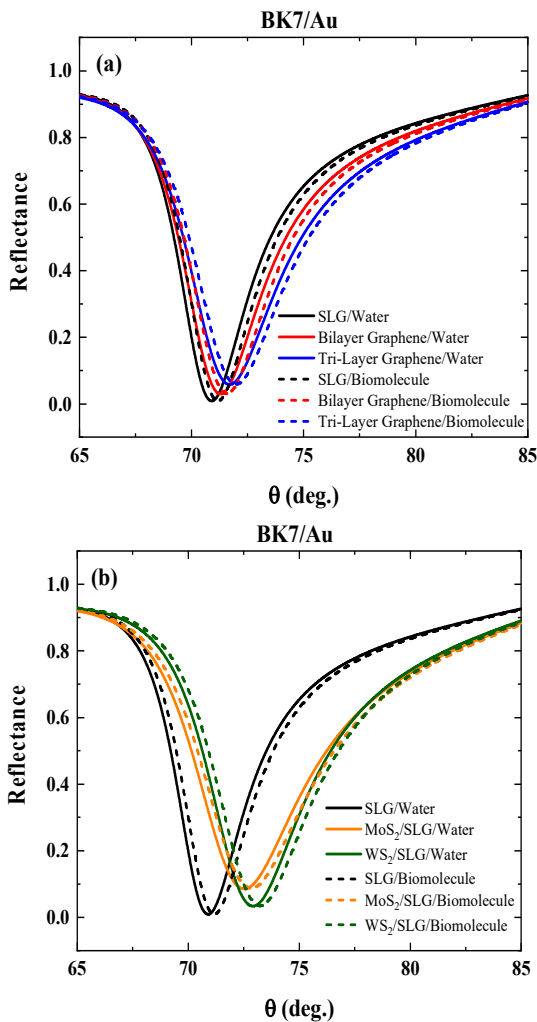 BK7/Au
(a)
1.0
0.8
0.6
0.4
0.2
0.0
Reflectance
SLG/Water
Bilayer Graphene/Water
Tri-Layer Graphene/Water
SLG/Biomolecule
Bilayer Graphene/Biomolecule
Tri-Layer Graphene/Biomolecule
65 70 75 80 85
θ (deg.)
BK7/Au
(b)
1.0
0.8
0.6
0.4
0.2
0.0
Reflectance
SLG/Water
MoS₂/SLG/Water
WS₂/SLG/Water
SLG/Biomolecule
MoS₂/SLG/Biomolecule
WS₂/SLG/Biomolecule
65 70 75 80 85
θ (deg.)